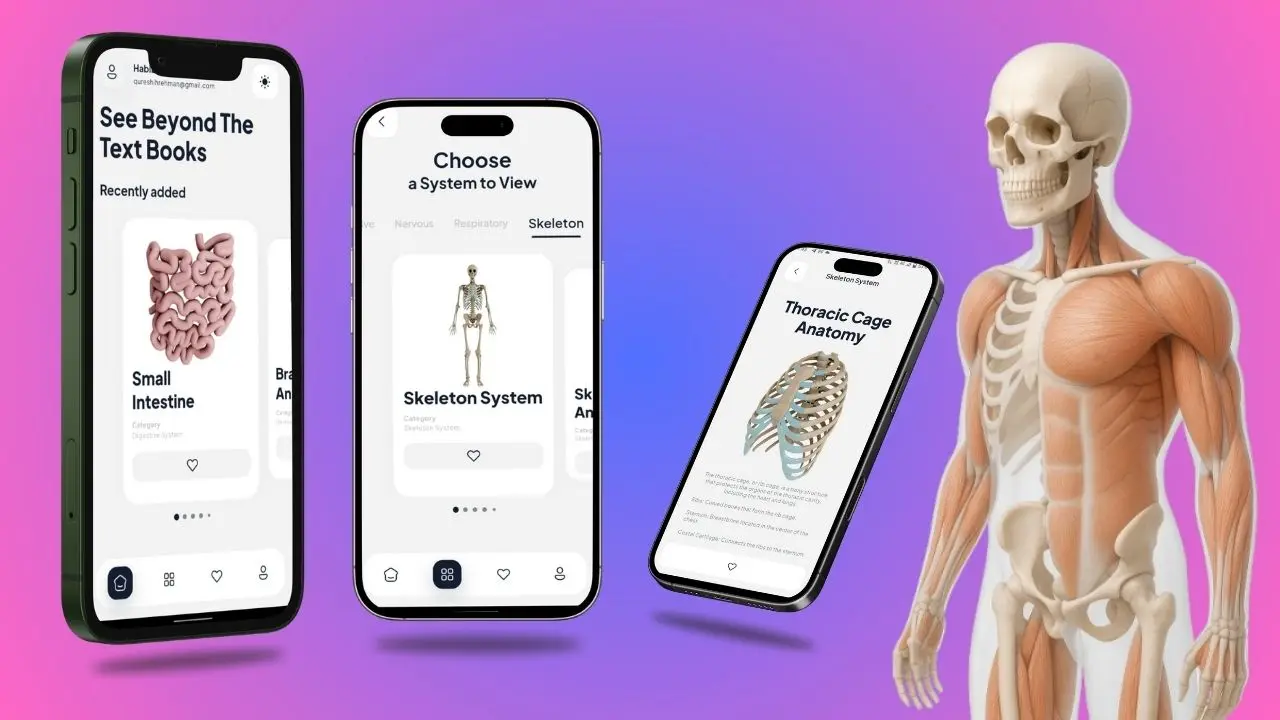 Habi
qureshihrehman@gmail.com
See Beyond The
Text Books
Recently added
Small
Intestine
Category
Digestive System
Bra
An
Choose
a System to View
ve
Nervous
Respiratory
Skeleton
Skeleton System
Category
Skeleton System
Sk
An
Skeleton System
Thoracic Cage
Anatomy
The thoracic cage, or rib cage, is a body structure
that protects the organs of the thoracic cavity,
including the heart and lungs.
Ribs: Curved bones that form the rib cage.
Sternum: Breastbone located in the center of the
chest.
Costal Cartilage: Connects the ribs to the sternum